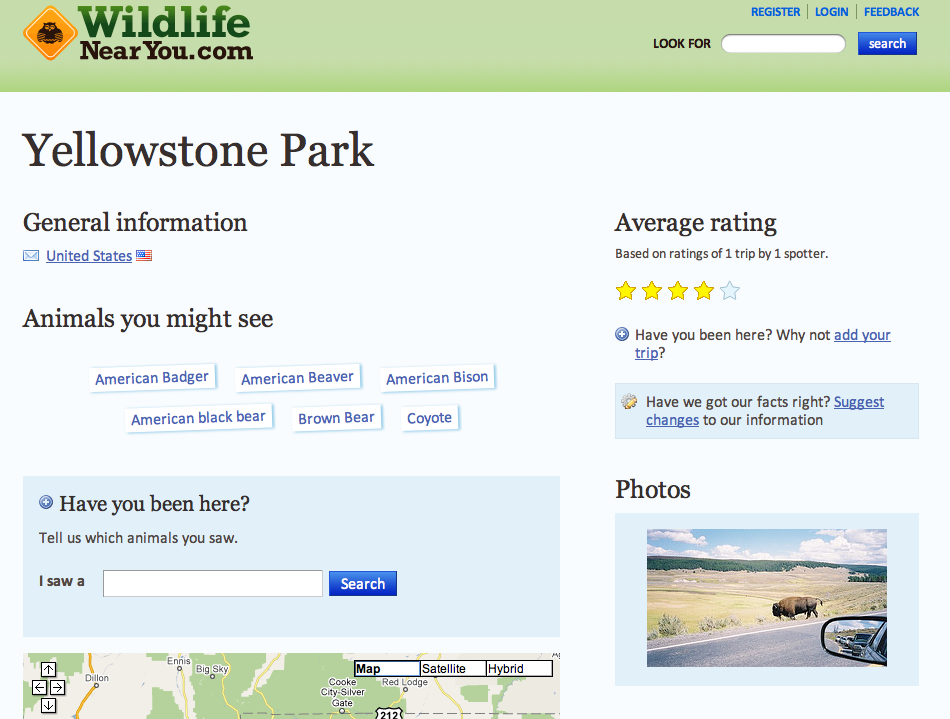 Wildlife
NearYou.com
REGISTER
LOGIN
FEEDBACK
LOOK FOR
search
Yellowstone Park
General information
United States
Animals you might see
American Badger
American Beaver
American Bison
American black bear
Brown Bear
Coyote
Have you been here?
Tell us which animals you saw.
I saw a
Search
Average rating
Based on ratings of 1 trip by 1 spotter.
Have you been here? Why not add your
trip?
Have we got our facts right? Suggest
changes to our information
Photos
Map
Satellite
Hybrid
Ennis
Big Sky
Dillon
Cooke
City-Silver
Gate
Red Lodge
212